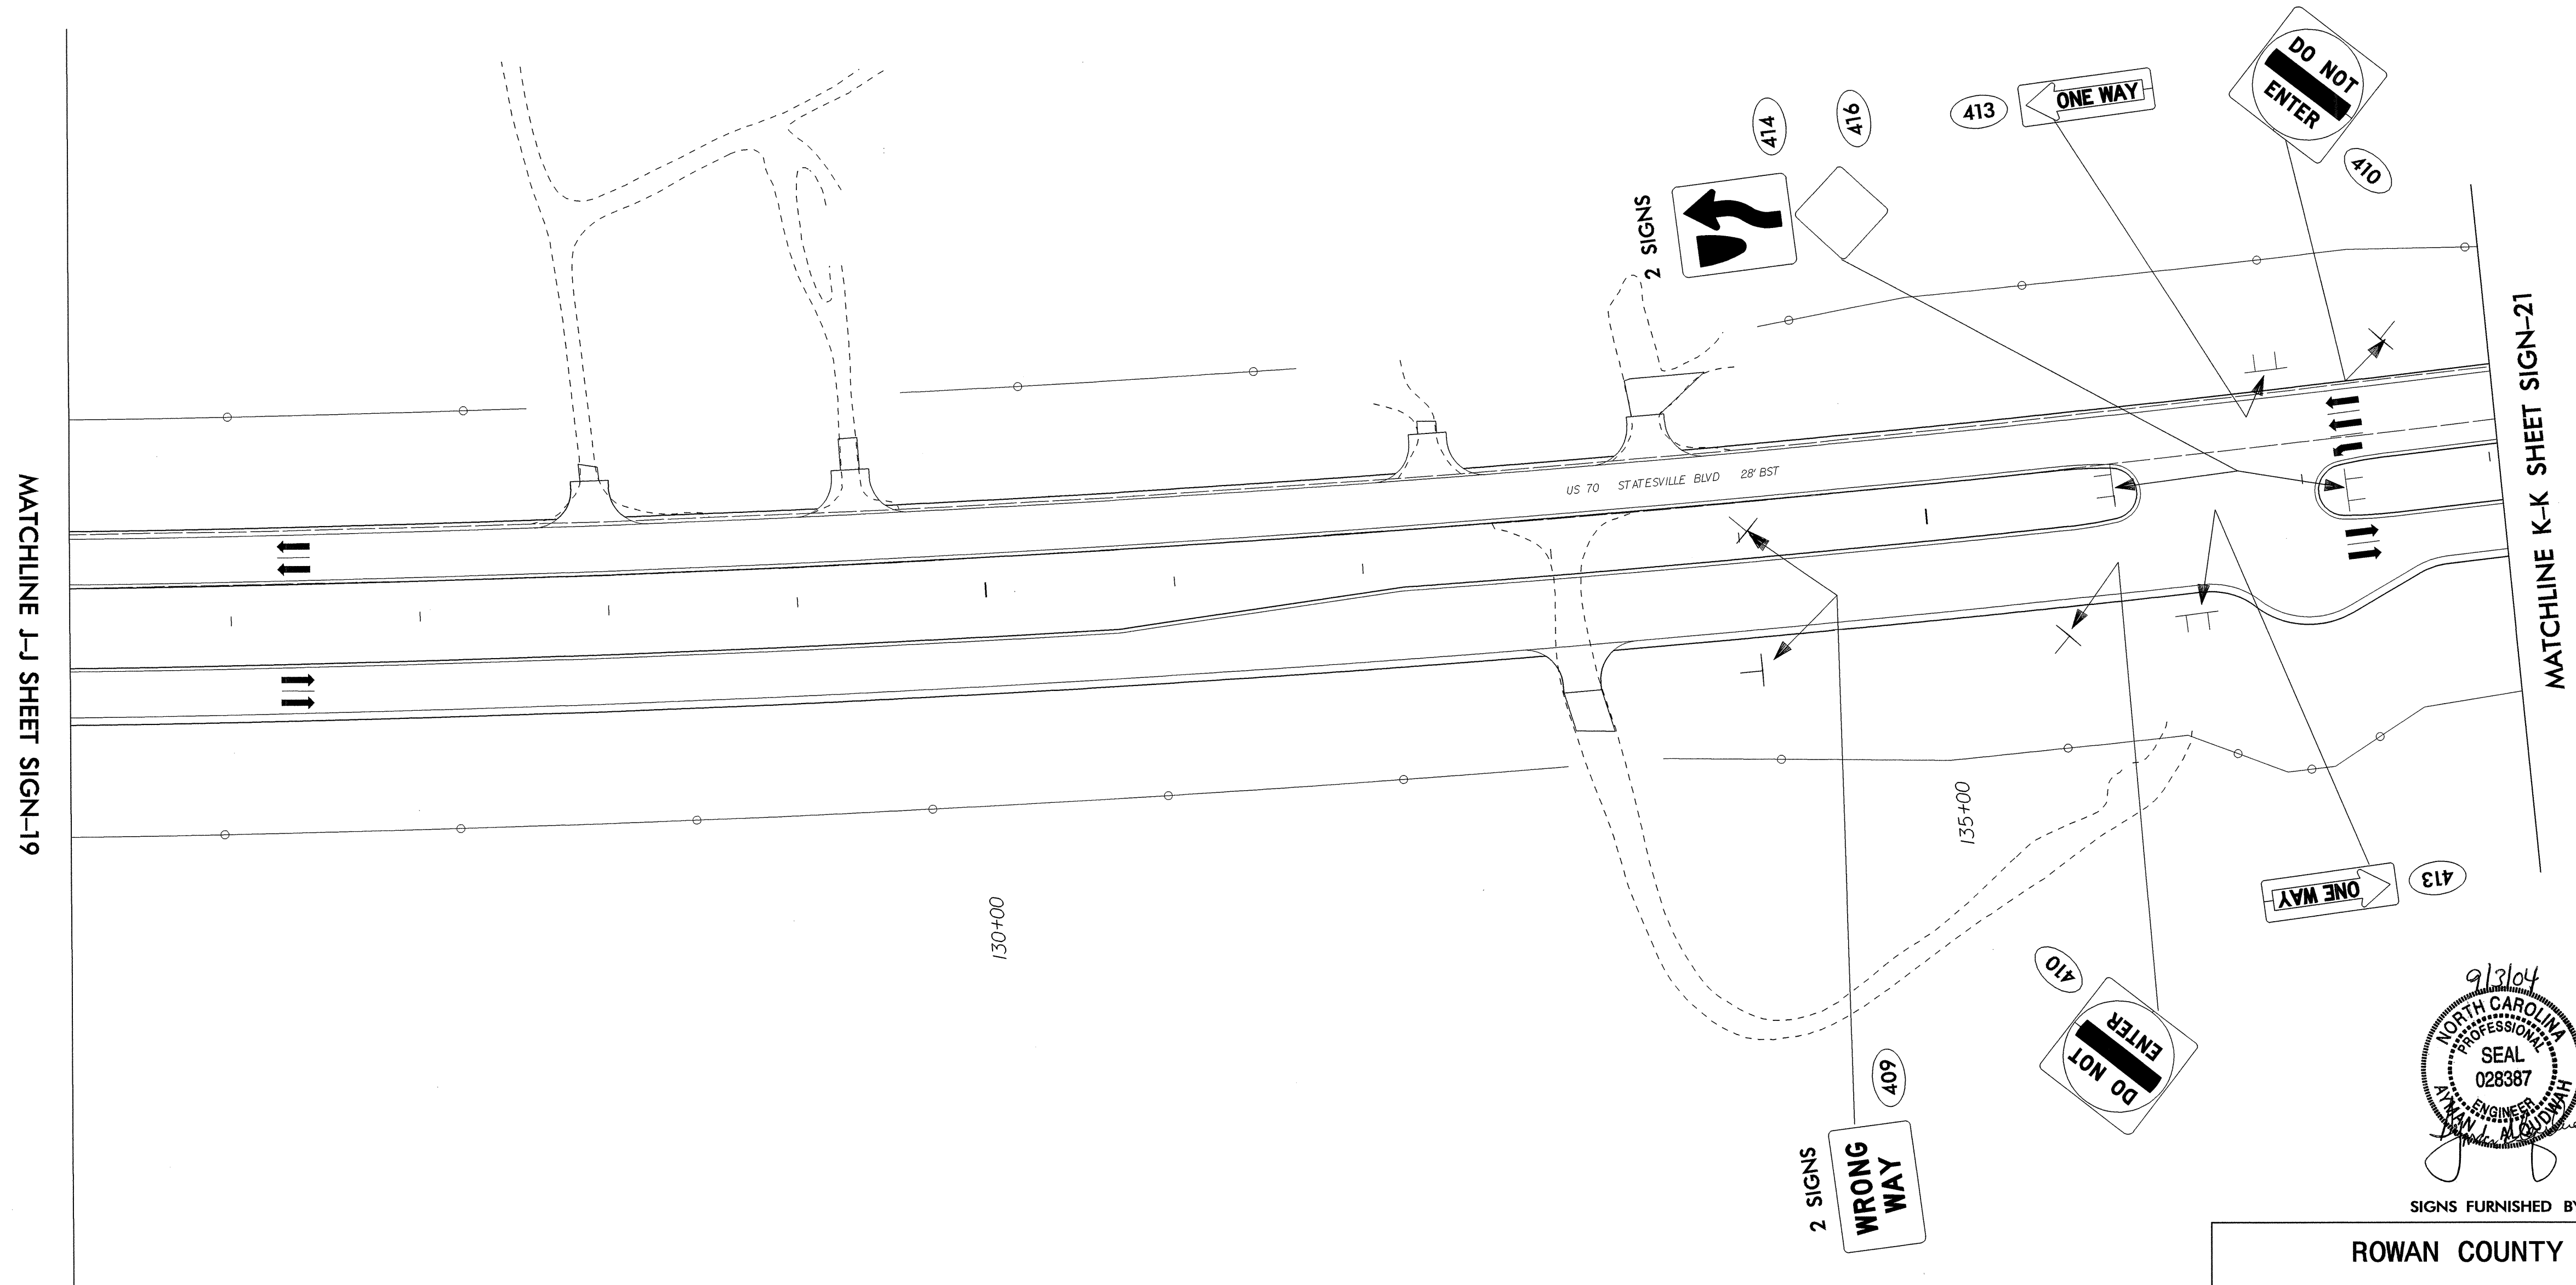 DO NOT
ENTER
410
413
ONE WAY
416
414
2 SIGNS
MATCHLINE K–K SHEET SIGN–21
US 70 STATESVILLE BLVD 28' BST
MATCHLINE J–J SHEET SIGN–19
135+00
130+00
ONE WAY
413
410
DO NOT
ENTER
409
2 SIGNS
WRONG
WAY
9/3/04
NORTH CAROLINA
PROFESSIONAL
SEAL
028387
ENGINEER
AYMAN J. ALQUDWAH
SIGNS FURNISHED BY
ROWAN COUNTY